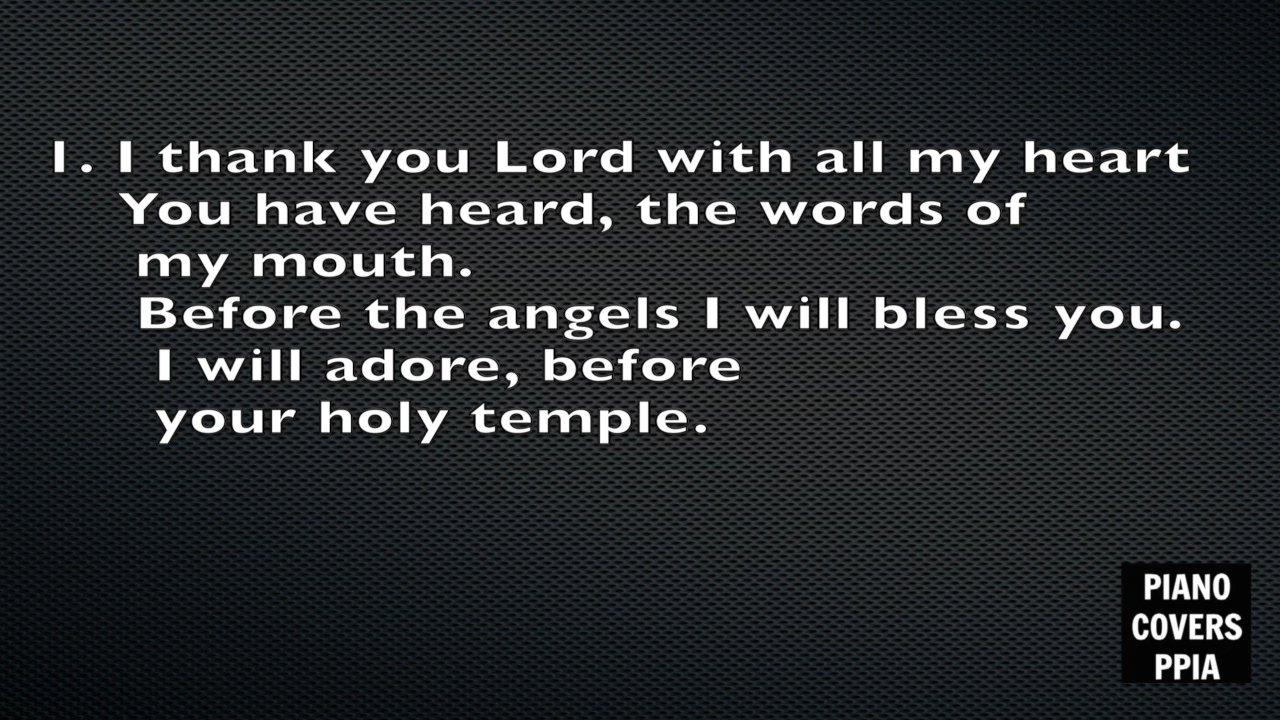 1. I thank you Lord with all my heart
You have heard, the words of
my mouth.
Before the angels I will bless you.
I will adore, before
your holy temple.
PIANO
COVERS
PPIA